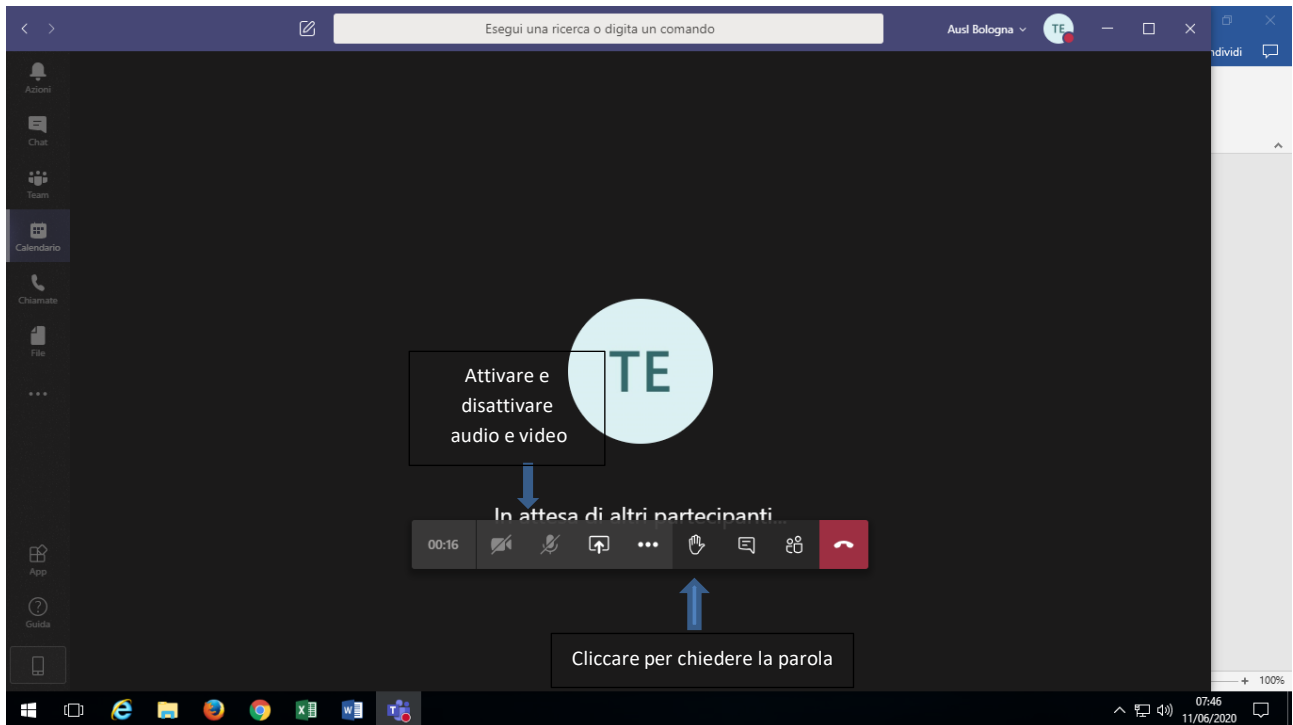 Esegui una ricerca o digita un comando
Ausl Bologna
TE
ndividi
Azioni
Chat
Team
Calendario
Chiamate
File
App
Guida
TE
Attivare e
disattivare
audio e video
In attesa di altri partecipanti...
00:16
Cliccare per chiedere la parola
100%
07:46
11/06/2020